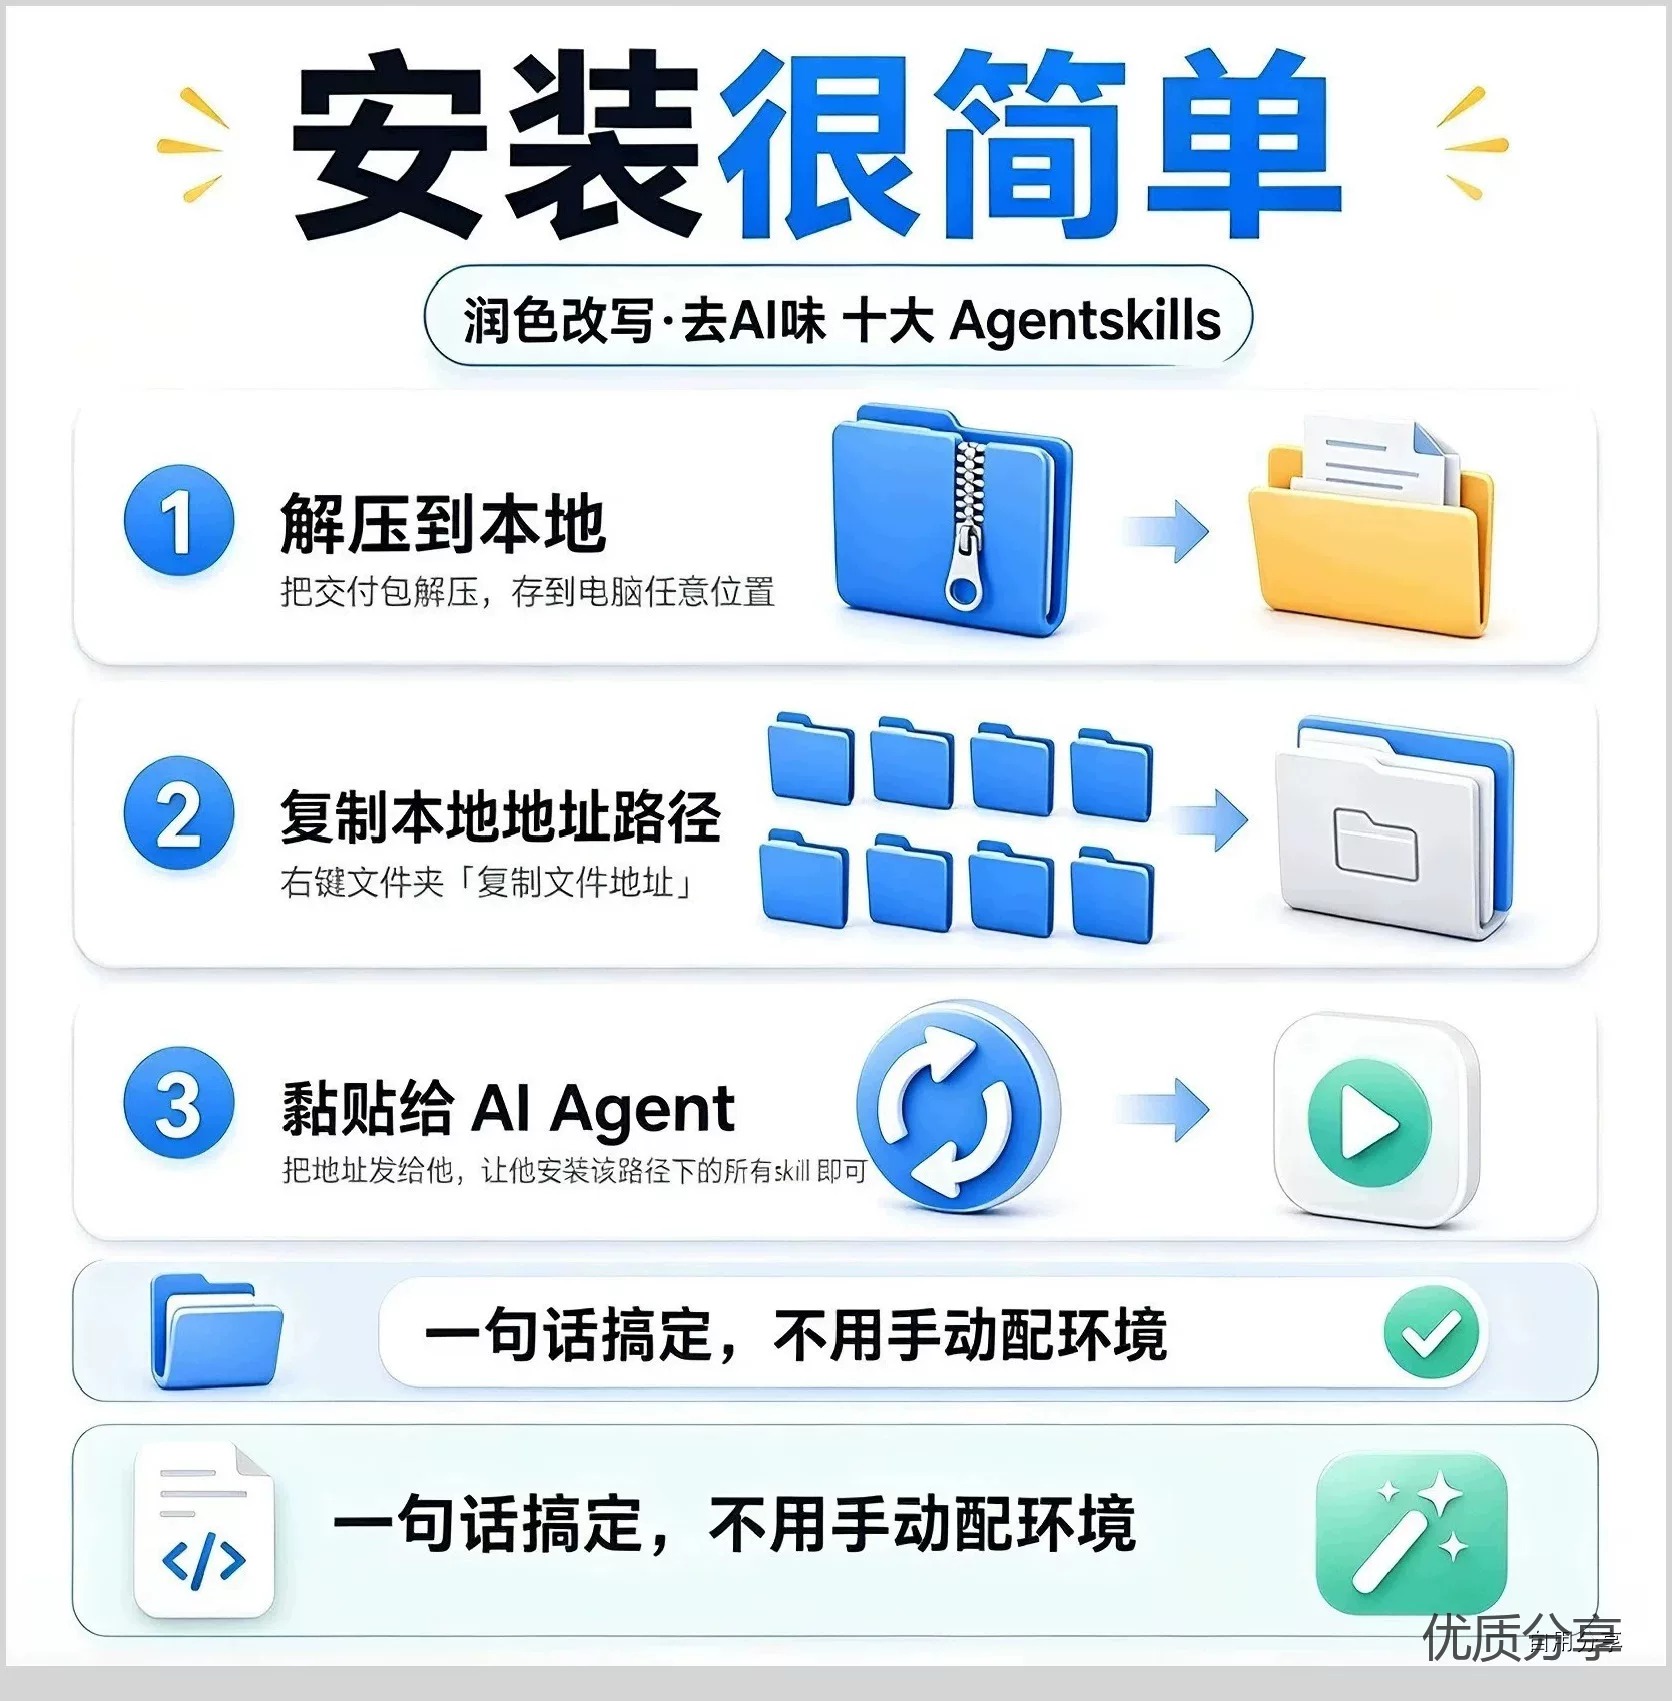 安装很简单
润色改写·去AI味 十大 Agentskills
1
解压到本地
把交付包解压，存到电脑任意位置
2
复制本地地址路径
右键文件夹「复制文件地址」
3
黏贴给 AI Agent
把地址发给他，让他安装该路径下的所有skill 即可
一句话搞定，不用手动配环境
</>
一句话搞定，不用手动配环境
优质分享
自用分享